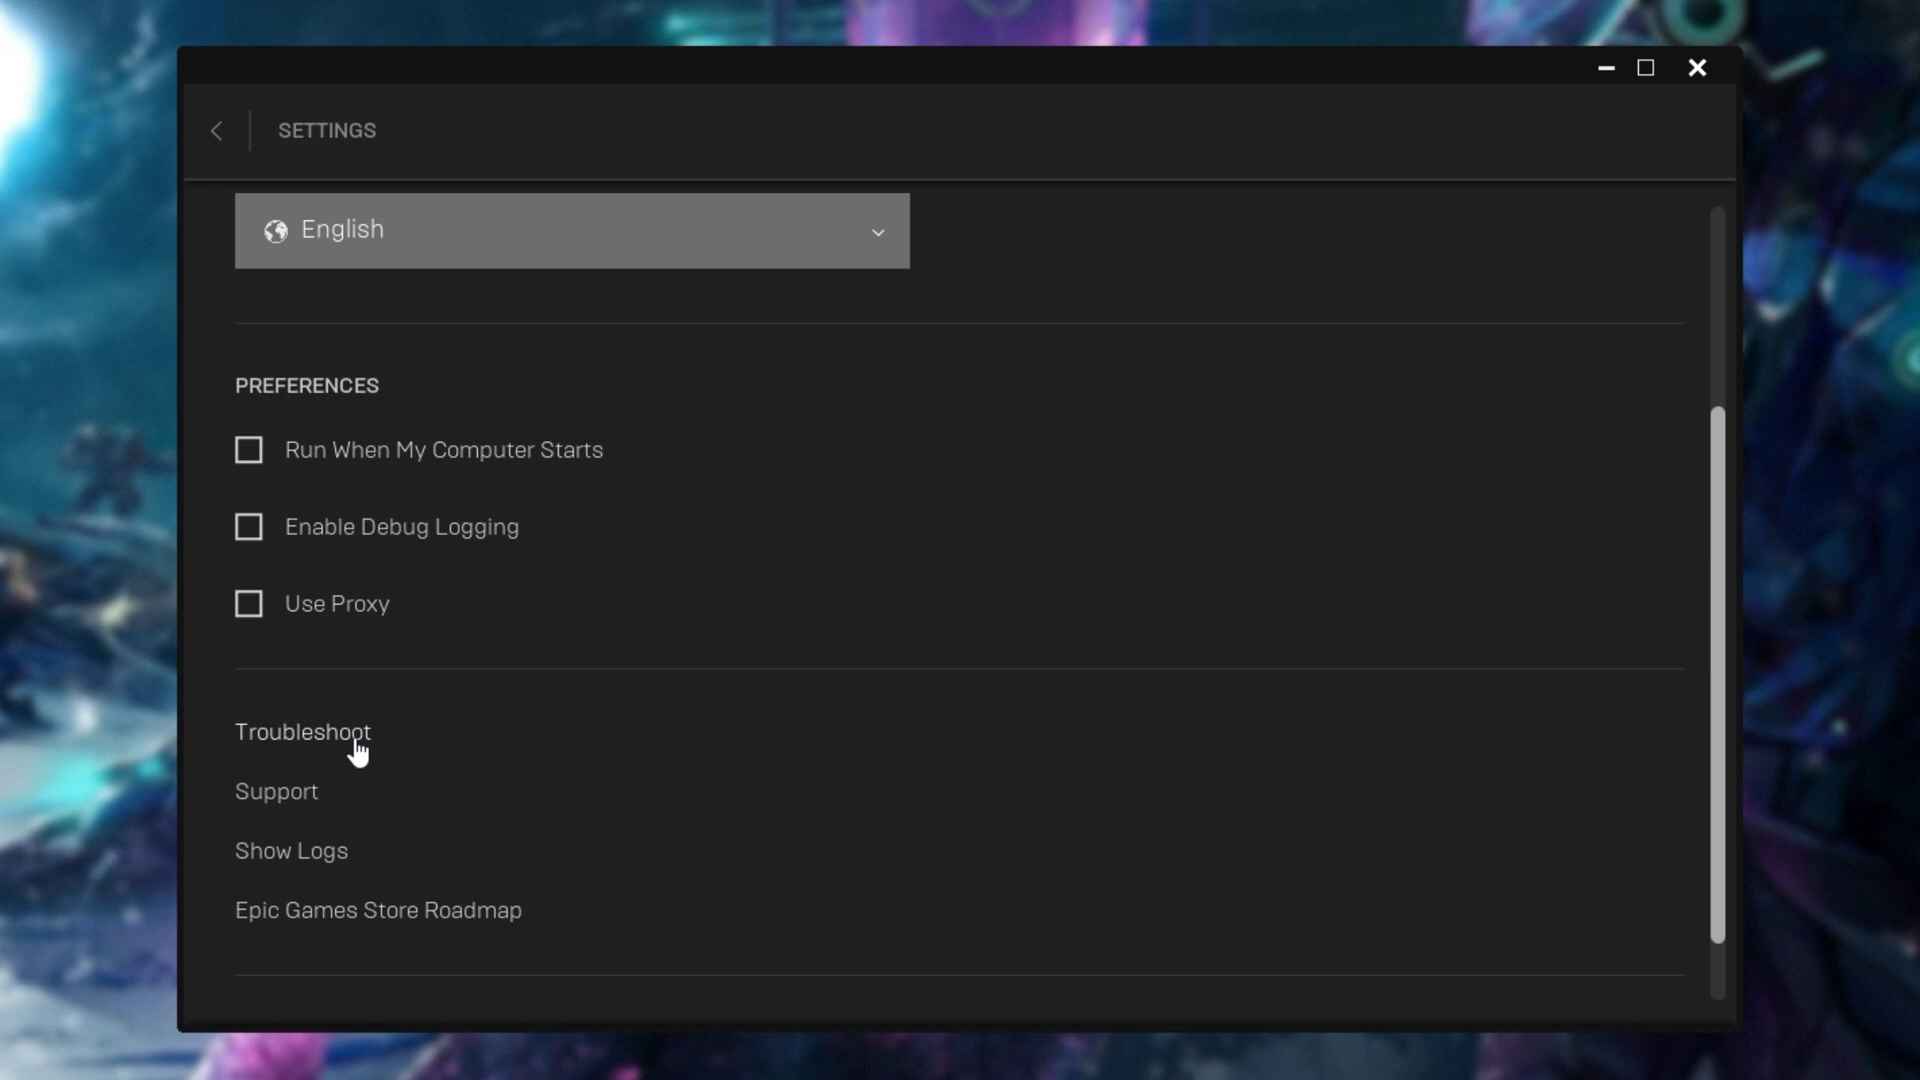 SETTINGS
English
PREFERENCES
Run When My Computer Starts
Enable Debug Logging
Use Proxy
Troubleshoot
Support
Show Logs
Epic Games Store Roadmap